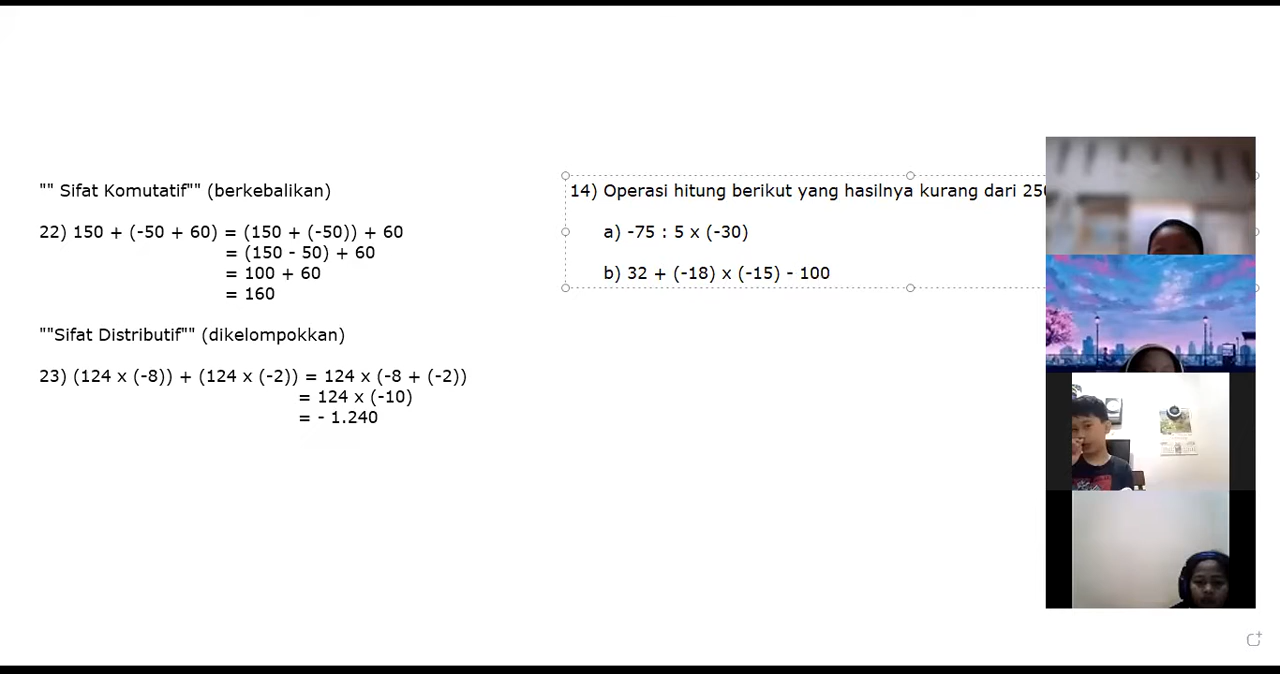 "" Sifat Komutatif"" (berkebalikan)
22) 150 + (-50 + 60) = (150 + (-50)) + 60
= (150 - 50) + 60
= 100 + 60
= 160
""Sifat Distributif"" (dikelompokkan)
23) (124 x (-8)) + (124 x (-2)) = 124 x (-8 + (-2))
= 124 x (-10)
= - 1.240
14) Operasi hitung berikut yang hasilnya kurang dari
a) -75 : 5 x (-30)
b) 32 + (-18) x (-15) - 100